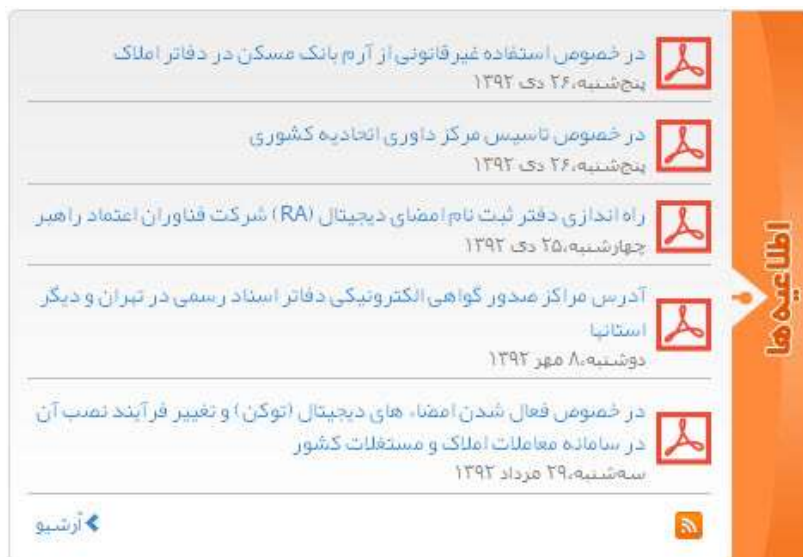 در خصوص استفاده غیرقانونی از آرم بانک مسکن در دفاتر املاک
پنج‌شنبه،۲۶ دی ۱۳۹۲
در خصوص تاسیس مرکز داوری اتحادیه کشوری
پنج‌شنبه،۲۶ دی ۱۳۹۲
راه اندازی دفتر ثبت نام امضای دیجیتال (RA) شرکت فناوران اعتماد راهبر
چهارشنبه،۲۵ دی ۱۳۹۲
آدرس مراکز صدور گواهی الکترونیکی دفاتر اسناد رسمی در تهران و دیگر
استانها
دوشنبه،۸ مهر ۱۳۹۲
در خصوص فعال شدن امضاء های دیجیتال (توکن) و تغییر فرآیند نصب آن
در سامانه معاملات املاک و مستغلات کشور
سه‌شنبه،۲۹ مرداد ۱۳۹۲
آرشیو
اطلاعیه ها